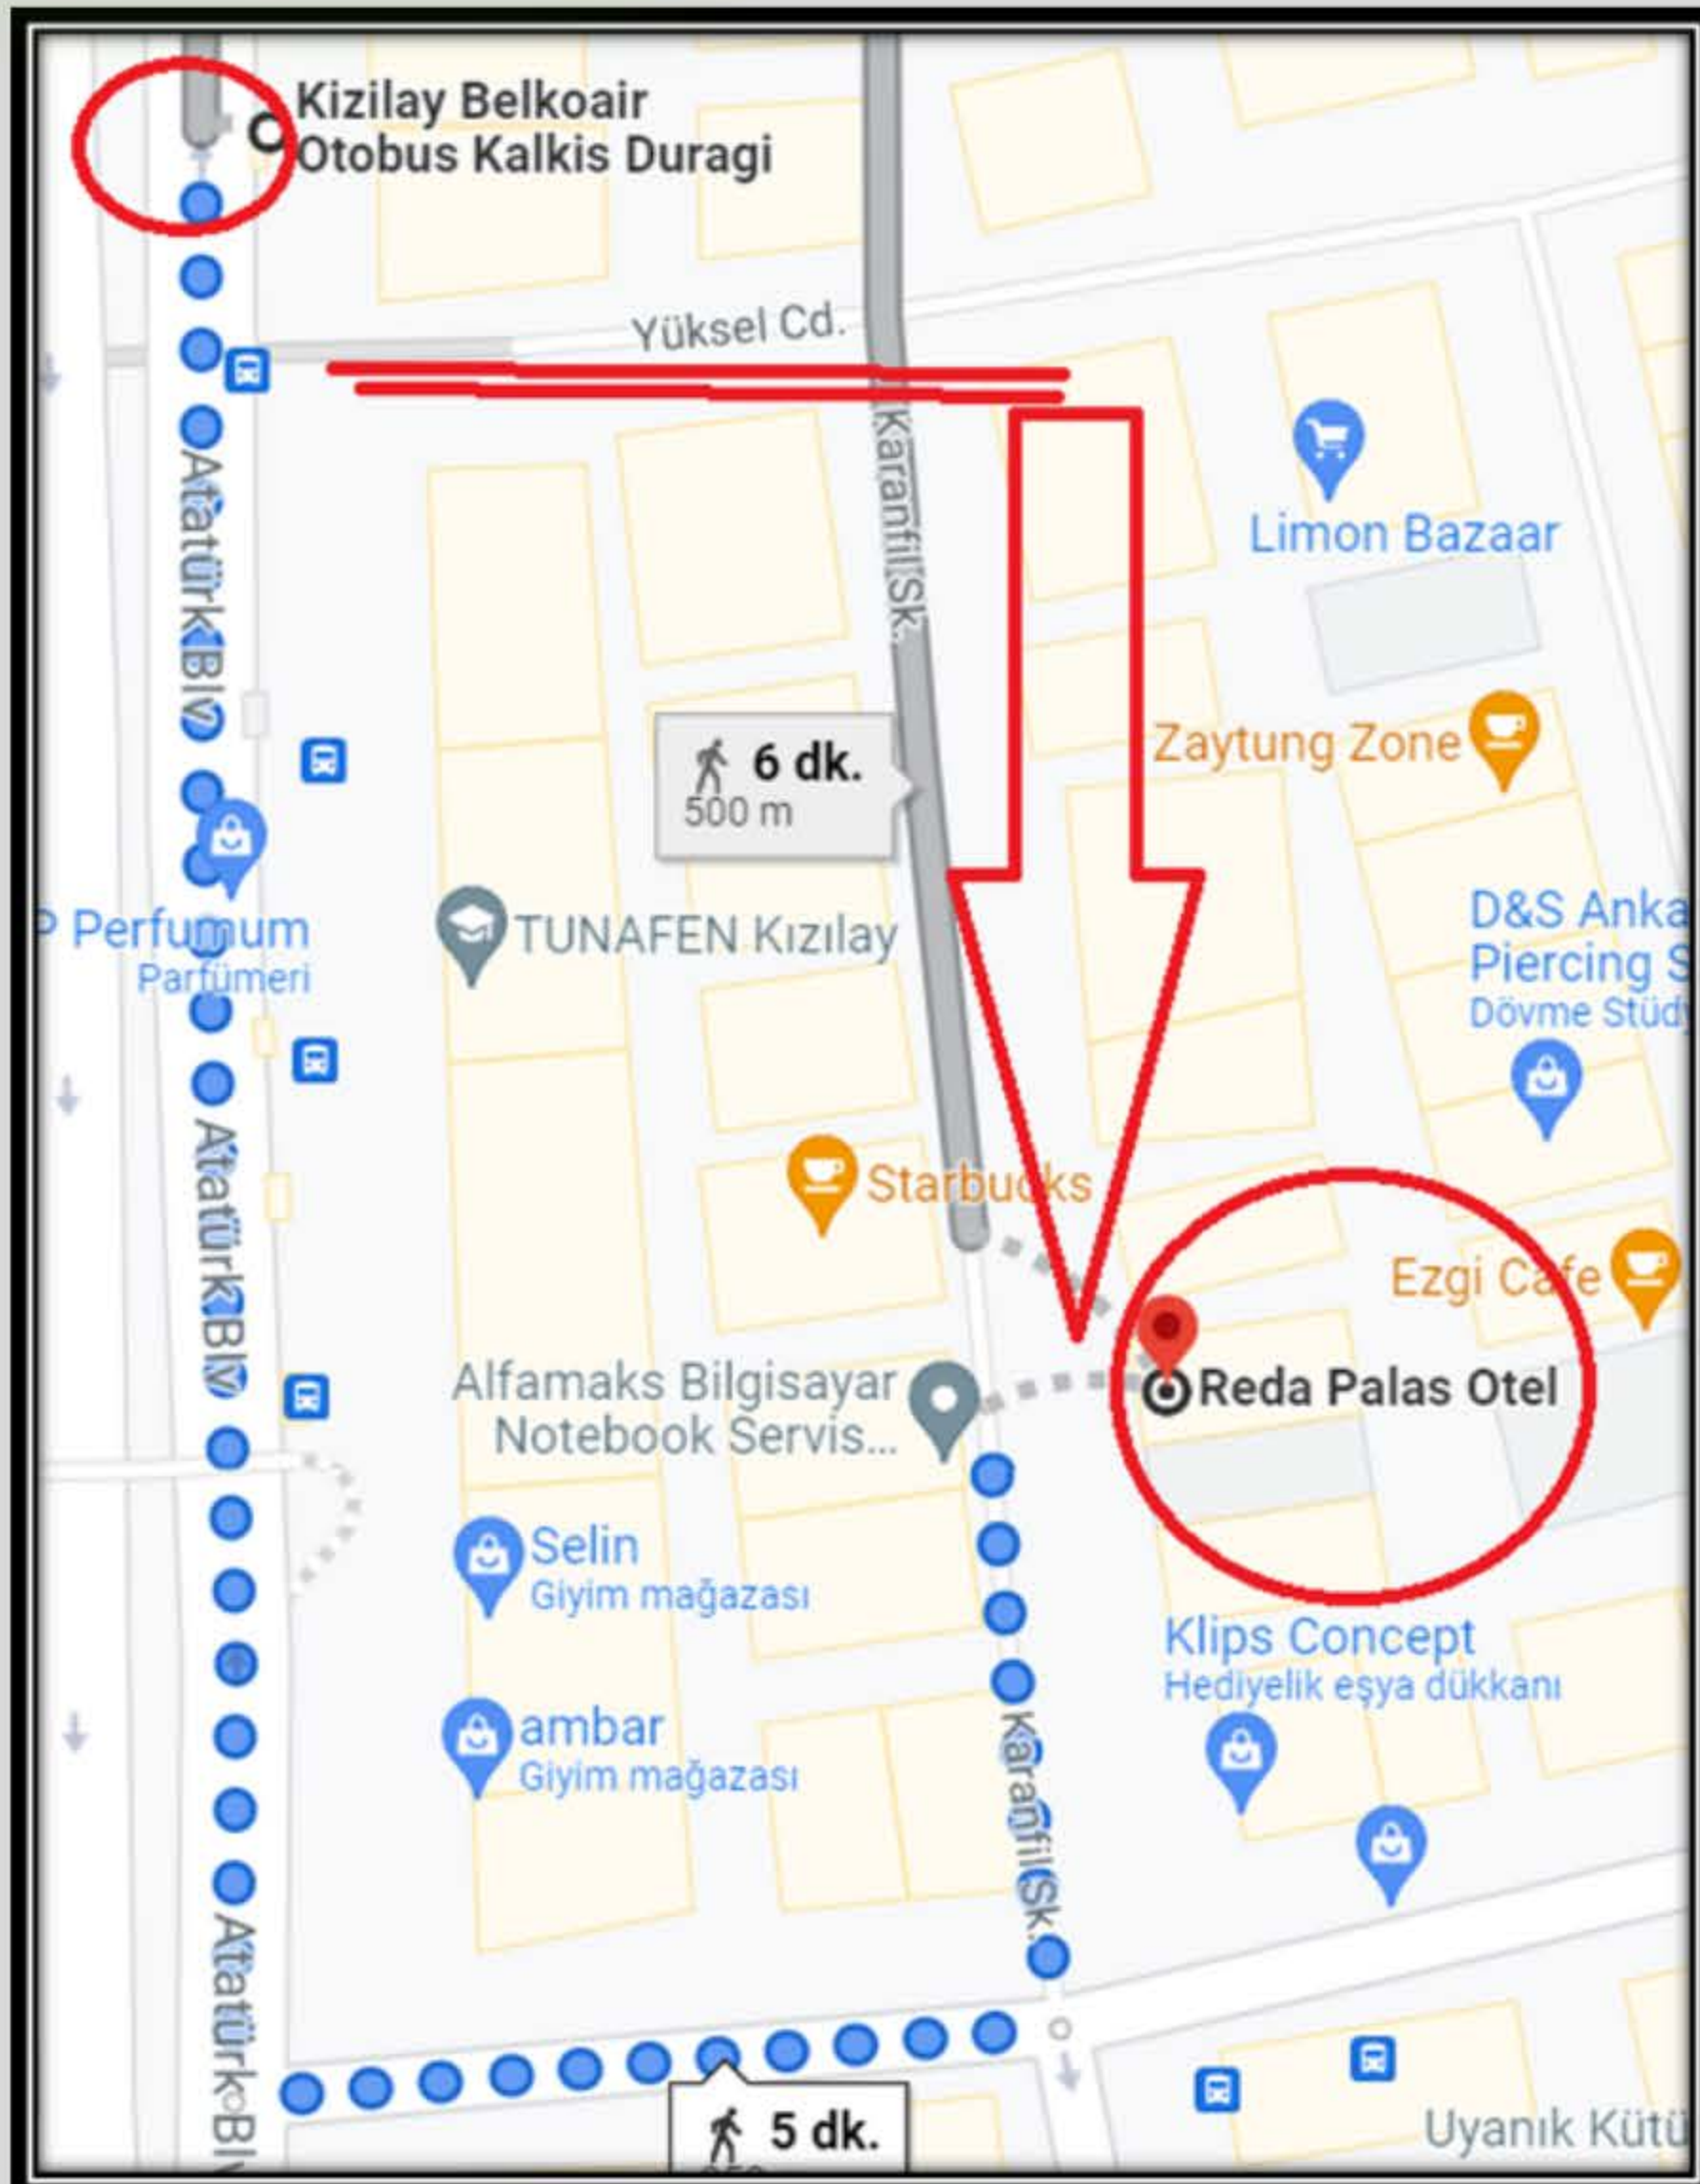 Kizilay Belkoair
Otobus Kalkis Duragi
Yüksel Cd.
Karanfil Sk.
Atatürk Blv
Limon Bazaar
6 dk.
500 m
Zaytung Zone
P Perfumum
Parfümeri
TUNAFEN Kızılay
D&S Anka
Piercing S
Dövme Stüd
Atatürk Blv
Starbucks
Ezgi Cafe
Reda Palas Otel
Alfamaks Bilgisayar
Notebook Servis...
Selin
Giyim mağazası
Klips Concept
Hediyelik eşya dükkanı
ambar
Giyim mağazası
Karanfil Sk.
Atatürk Blv
5 dk.
Uyanık Kütü